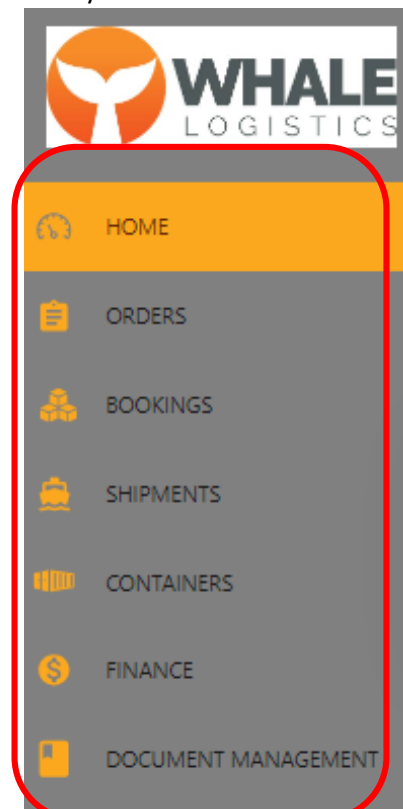 WHALE
LOGISTICS
HOME
ORDERS
BOOKINGS
SHIPMENTS
CONTAINERS
FINANCE
DOCUMENT MANAGEMENT